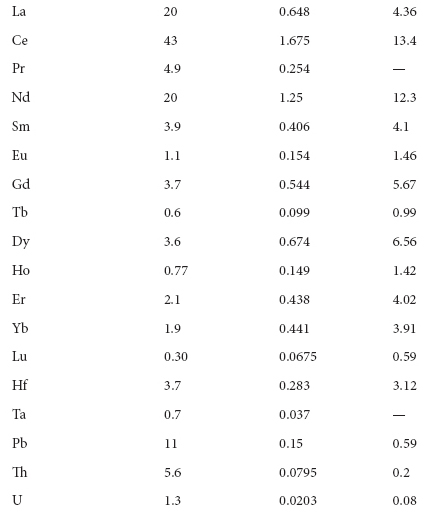 La 20 0.648 4.36
Ce 43 1.675 13.4
Pr 4.9 0.254 —
Nd 20 1.25 12.3
Sm 3.9 0.406 4.1
Eu 1.1 0.154 1.46
Gd 3.7 0.544 5.67
Tb 0.6 0.099 0.99
Dy 3.6 0.674 6.56
Ho 0.77 0.149 1.42
Er 2.1 0.438 4.02
Yb 1.9 0.441 3.91
Lu 0.30 0.0675 0.59
Hf 3.7 0.283 3.12
Ta 0.7 0.037 —
Pb 11 0.15 0.59
Th 5.6 0.0795 0.2
U 1.3 0.0203 0.08